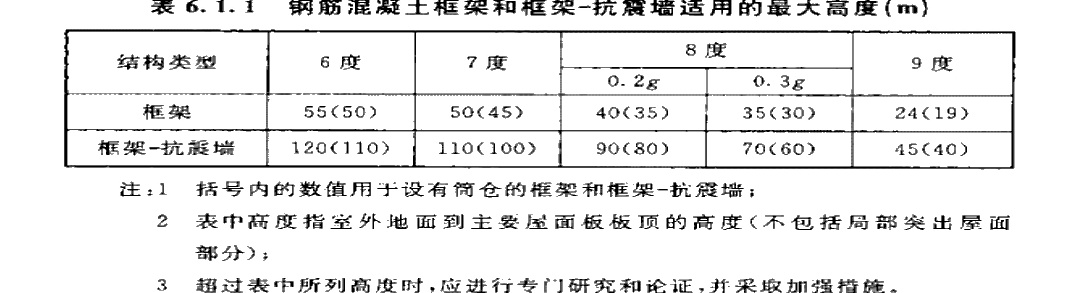 表 6.1.1 钢筋混凝土框架和框架-抗震墙适用的最大高度(m)
结构类型 6 度 7 度 8 度 9 度
0.2g 0.3g
框架 55(50) 50(45) 40(35) 35(30) 24(19)
框架-抗震墙 120(110) 110(100) 90(80) 70(60) 45(40)
注:1 括号内的数值用于设有筒仓的框架和框架-抗震墙;
2 表中高度指室外地面到主要屋面板板顶的高度(不包括局部突出屋面
部分);
3 超过表中所列高度时,应进行专门研究和论证,并采取加强措施。